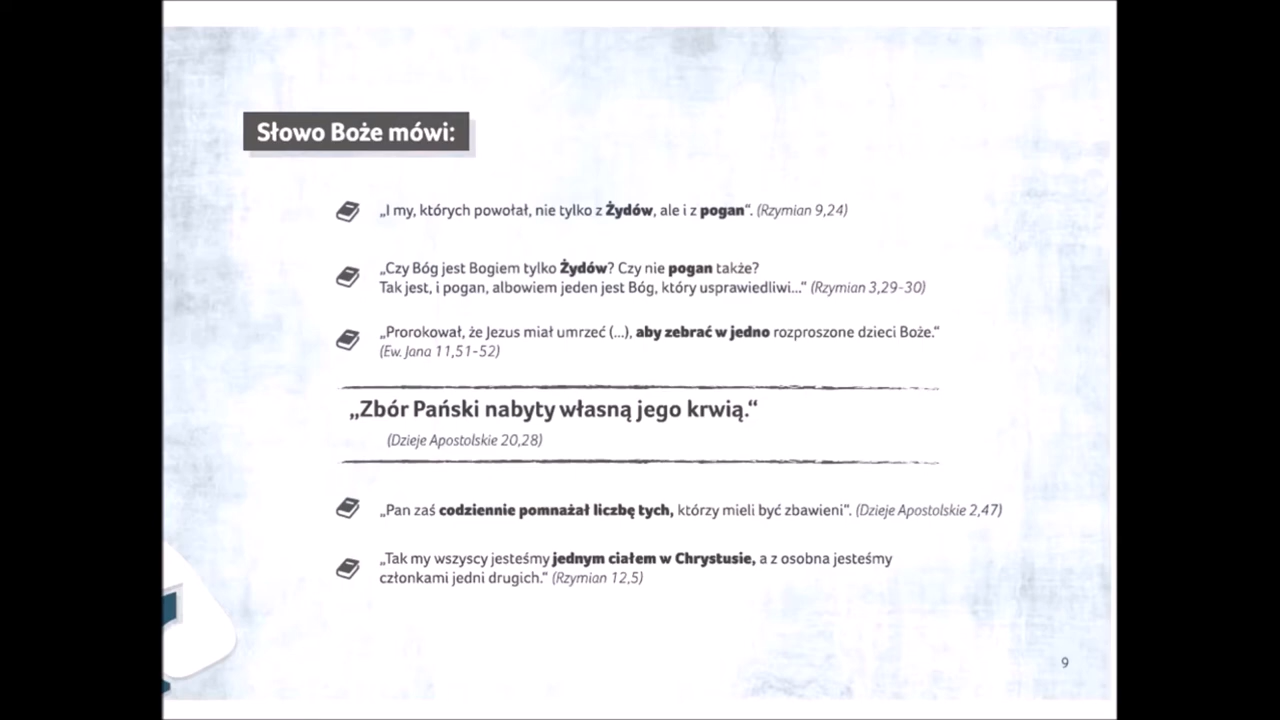 Słowo Boże mówi:
„I my, których powołał, nie tylko z Żydów, ale i z pogan“. (Rzymian 9,24)
„Czy Bóg jest Bogiem tylko Żydów? Czy nie pogan także?
Tak jest, i pogan, albowiem jeden jest Bóg, który usprawiedliwi...” (Rzymian 3,29-30)
„Prorokował, że Jezus miał umrzeć (...), aby zebrać w jedno rozproszone dzieci Boże.“
(Ew. Jana 11,51-52)
„Zbór Pański nabyty własną jego krwią.“
(Dzieje Apostolskie 20,28)
„Pan zaś codziennie pomnażał liczbę tych, którzy mieli być zbawieni”. (Dzieje Apostolskie 2,47)
„Tak my wszyscy jesteśmy jednym ciałem w Chrystusie, a z osobna jesteśmy
członkami jedni drugich.“ (Rzymian 12,5)
9